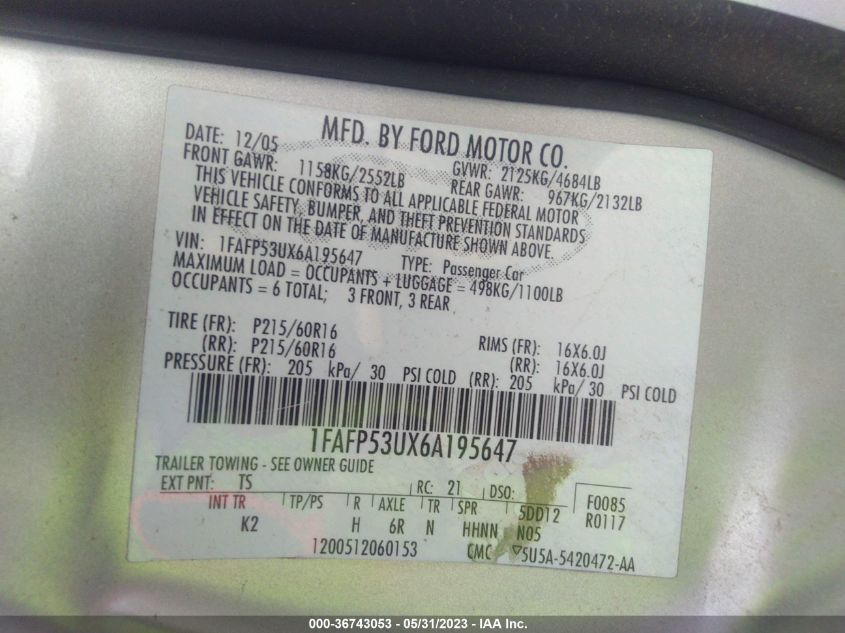 MFD. BY FORD MOTOR CO.
DATE: 12/05 GVWR: 2125KG/4684LB
FRONT GAWR: 1158KG/2552LB REAR GAWR: 967KG/2132LB
THIS VEHICLE CONFORMS TO ALL APPLICABLE FEDERAL MOTOR
VEHICLE SAFETY, BUMPER, AND THEFT PREVENTION STANDARDS
IN EFFECT ON THE DATE OF MANUFACTURE SHOWN ABOVE.
VIN: 1FAFP53UX6A195647 TYPE: Passenger Car
MAXIMUM LOAD = OCCUPANTS + LUGGAGE = 498KG/1100LB
OCCUPANTS = 6 TOTAL; 3 FRONT, 3 REAR
TIRE (FR): P215/60R16 RIMS (FR): 16X6.0J
(RR): P215/60R16 (RR): 16X6.0J
PRESSURE (FR): 205 kPa/ 30 PSI COLD (RR): 205 kPa/ 30 PSI COLD
1FAFP53UX6A195647
TRAILER TOWING - SEE OWNER GUIDE
EXT PNT: TS RC: 21 DSO: F0085
INT TR TP/PS R AXLE TR SPR 5DD12 R0117
K2 H 6R N HHNN N05
1200512060153 CMC 5U5A-5420472-AA
000-36743053 - 05/31/2023 - IAA Inc.